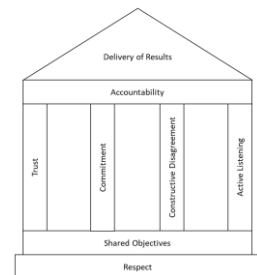 Delivery of Results
Accountability
Trust
Commitment
Constructive Disagreement
Active Listening
Shared Objectives
Respect